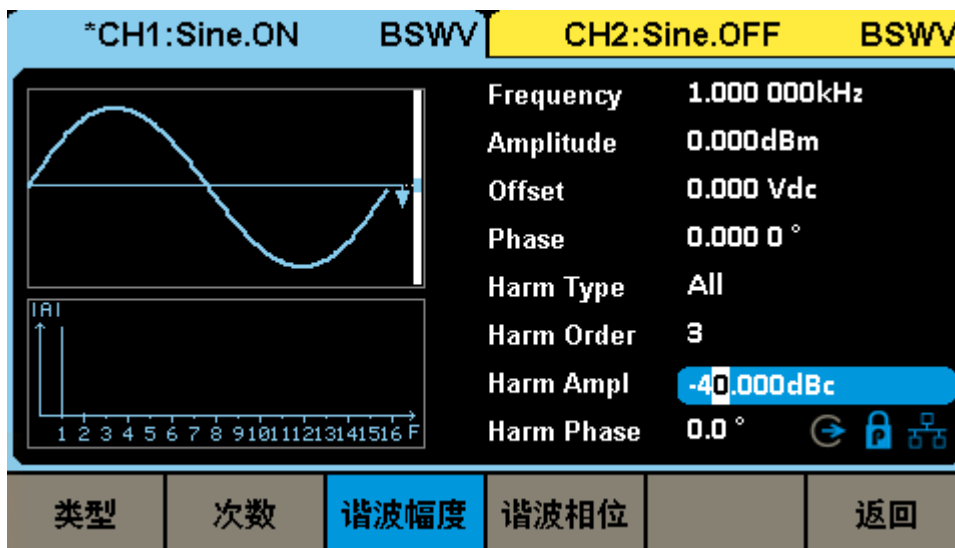 *CH1:Sine.ON BSWV CH2:Sine.OFF BSWV
Frequency 1.000 000kHz
Amplitude 0.000dBm
Offset 0.000 Vdc
Phase 0.000 0 °
Harm Type All
Harm Order 3
Harm Ampl -40.000dBc
Harm Phase 0.0 °
|A|
1 2 3 4 5 6 7 8 9 10 11 12 13 14 15 16 F
类型 次数 谐波幅度 谐波相位 返回